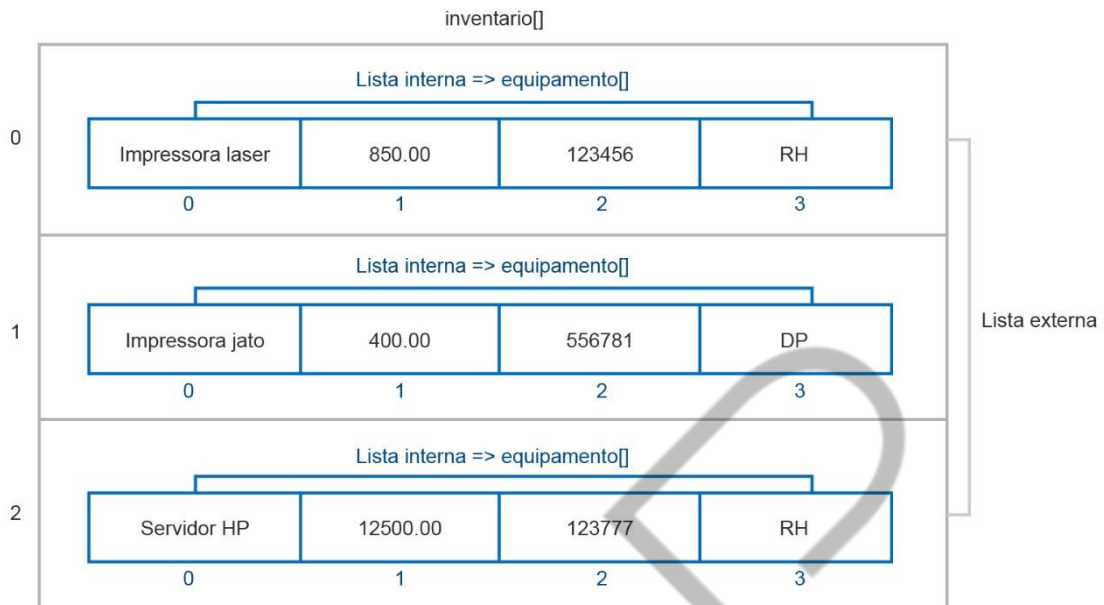 inventario[]
Lista interna => equipamento[]
0
Impressora laser 850.00 123456 RH
0 1 2 3
Lista interna => equipamento[]
1
Impressora jato 400.00 556781 DP
0 1 2 3
Lista externa
Lista interna => equipamento[]
2
Servidor HP 12500.00 123777 RH
0 1 2 3